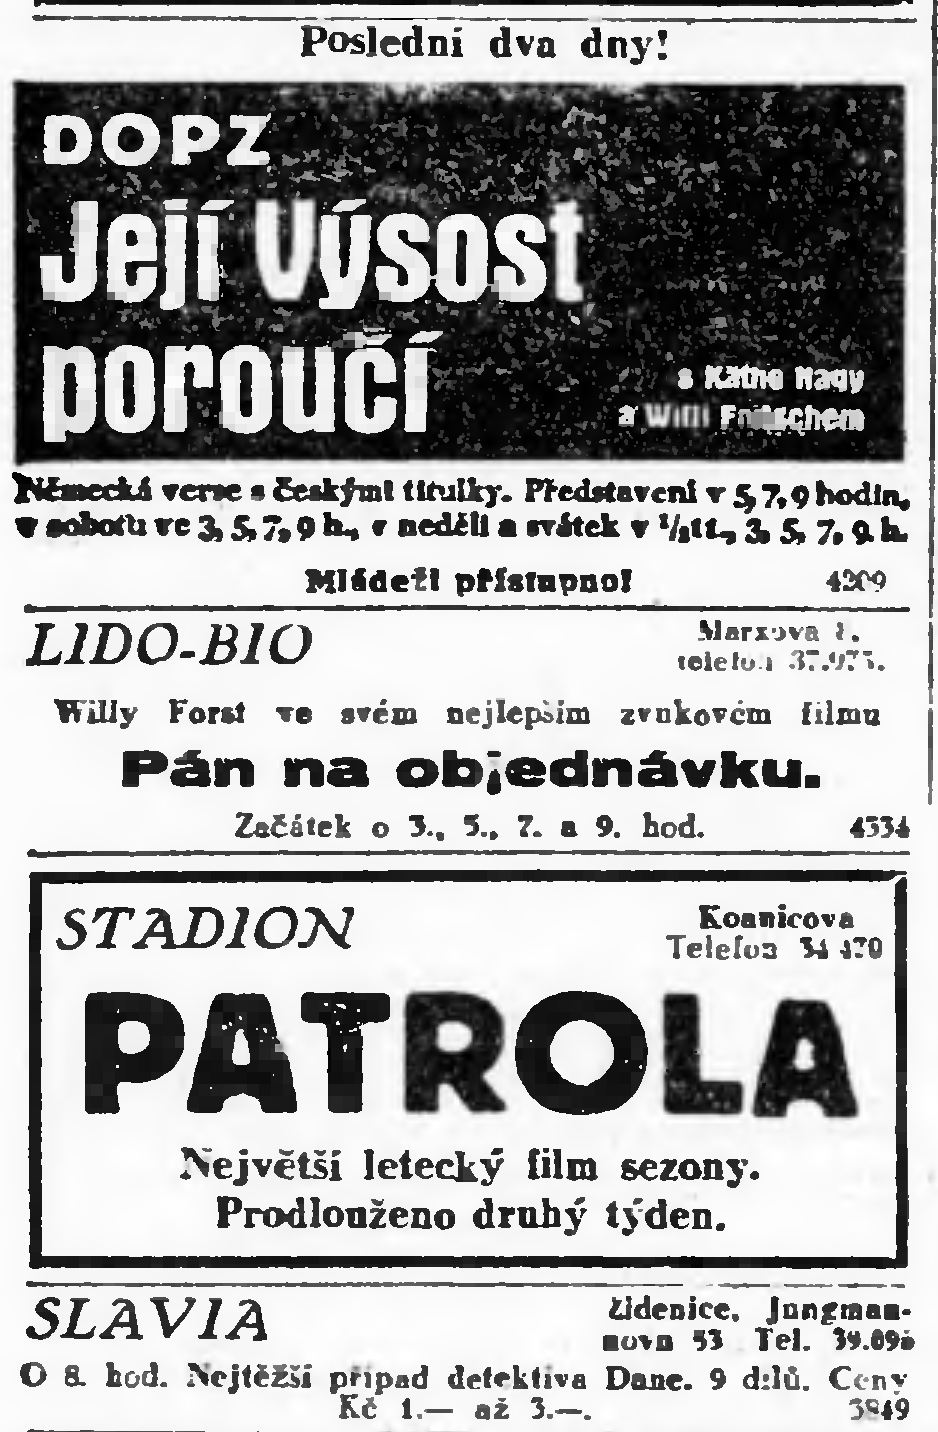 Poslední dva dny!
DOPZ
Její Výsost
poroučí
s Käthe Nagy
a Willi Fritschem
Německá verse s českými titulky. Představení v 5, 7, 9 hodin,
v sobotu ve 3, 5, 7, 9 h., v neděli a svátek v ½11., 3, 5, 7, 9. h.
Mládeži přístupno!
4209
LIDO-BIO
Marxova
telefon
Willy Forst ve svém nejlepším zvukovém filmu
Pán na objednávku.
Začátek o 3., 5., 7. a 9. hod.
4534
STADION
Kounicova
Telefon 34 470
PATROLA
Největší letecký film sezony.
Prodlouženo druhý týden.
SLAVIA
Židenice, Jungman-
nova 53 Tel.
O 8. hod. Nejtěžší případ detektiva Dane. 9 dílů. Ceny
Kč 1.— až 3.—.
3849